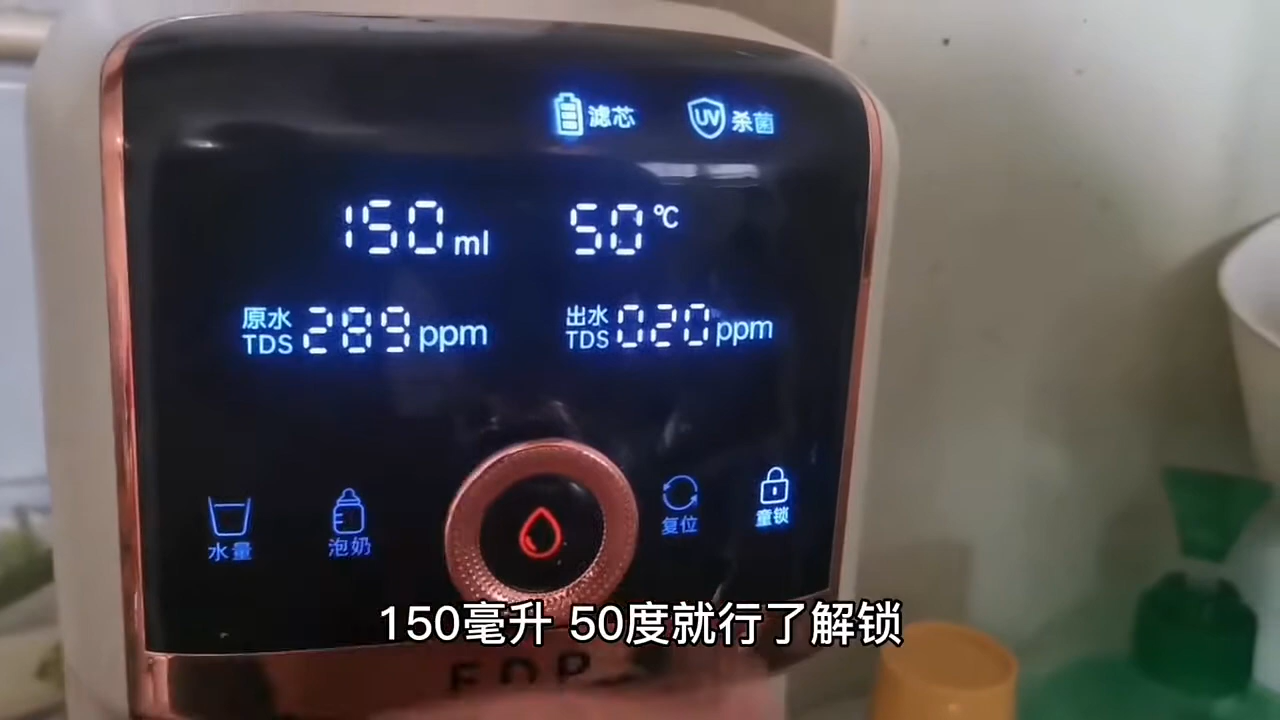 滤芯 UV 杀菌
150 ml 50 ℃
原水 TDS 289 ppm 出水 TDS 020 ppm
水量 泡奶 复位 童锁
150毫升 50度就行了解锁